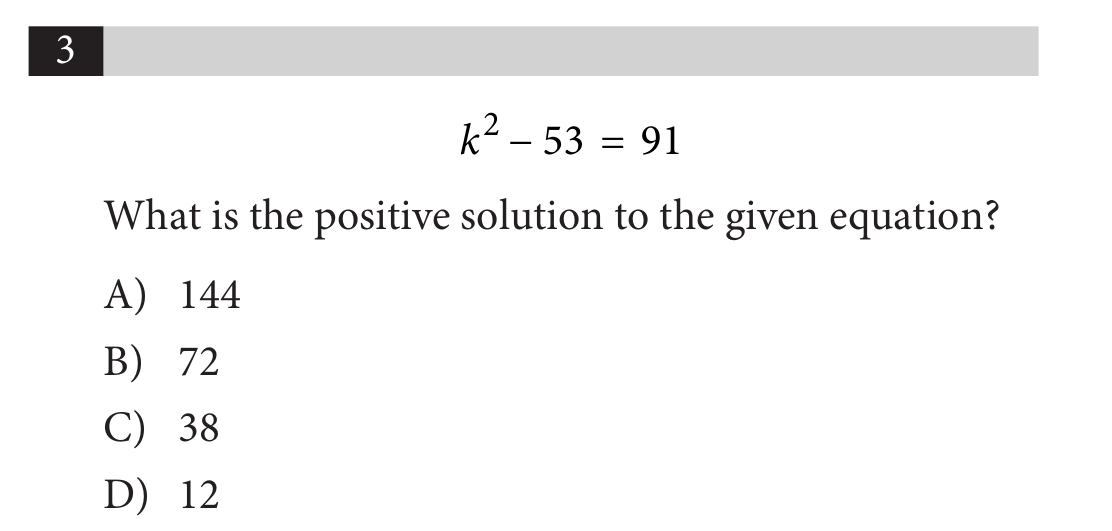 3
k² – 53 = 91
What is the positive solution to the given equation?
A) 144
B) 72
C) 38
D) 12